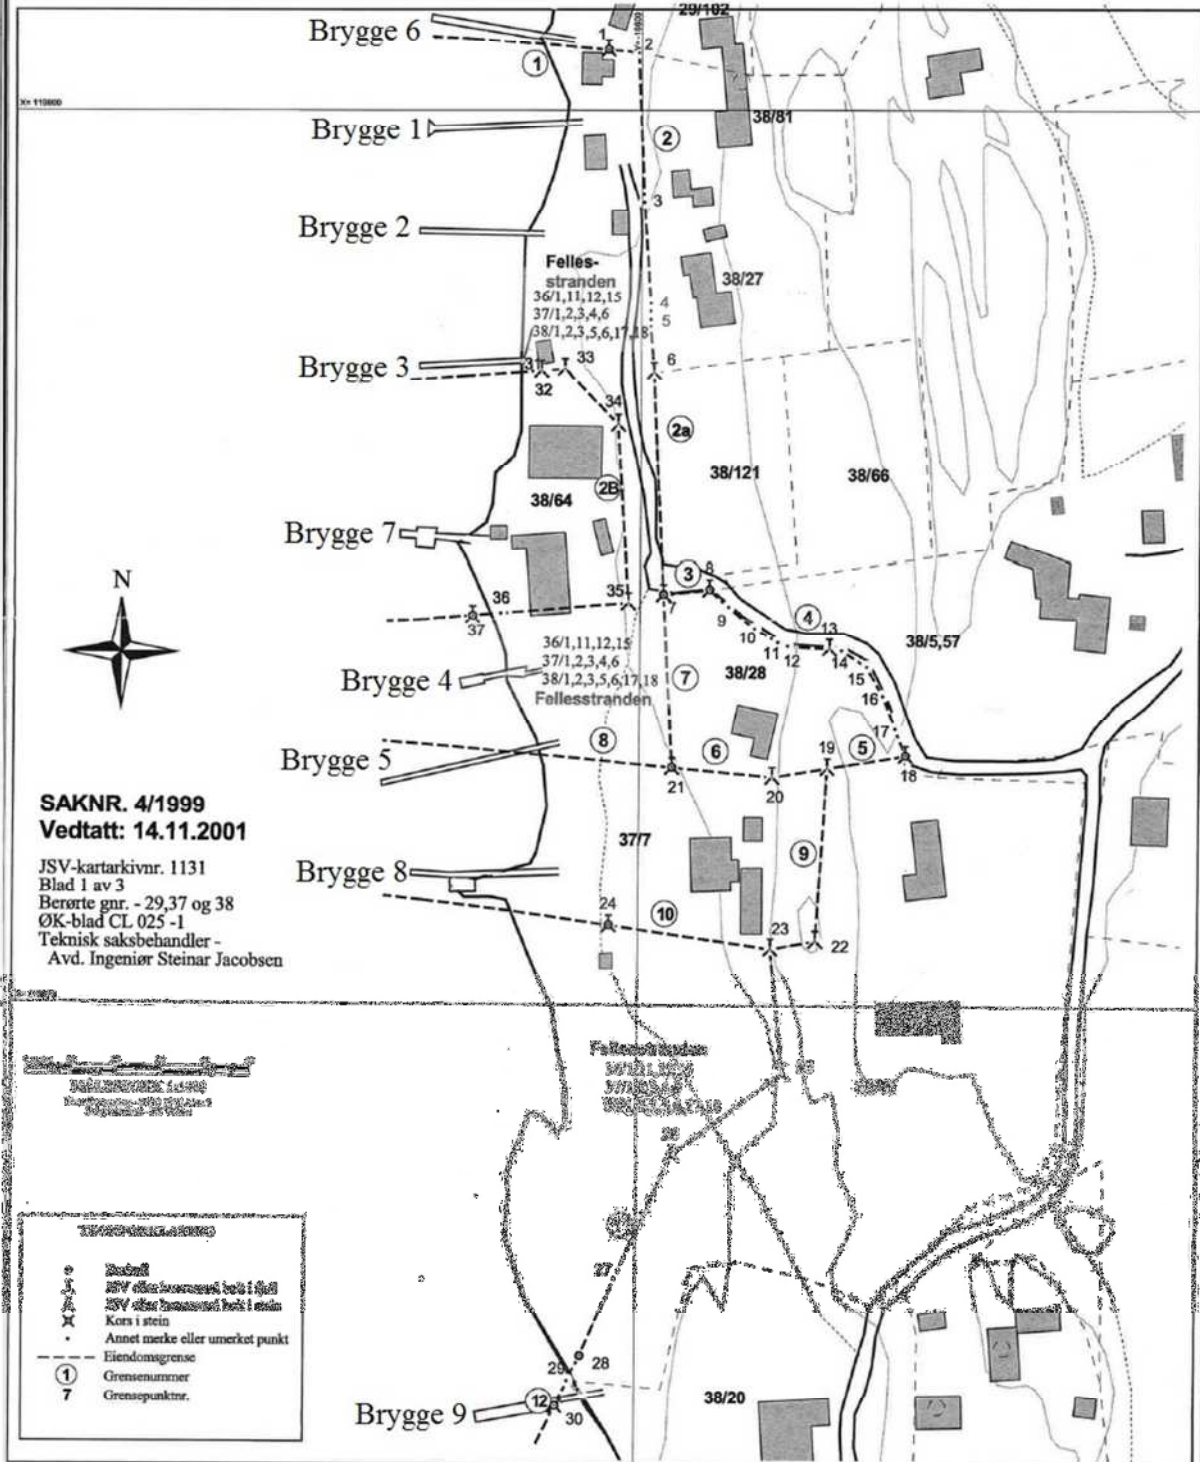 29/102
Brygge 6
1
2
1
X= 119800
Brygge 1
38/81
2
3
Brygge 2
Felles-
stranden
36/1,11,12,15
37/1,2,3,4,6
38/1,2,3,5,6,17,18
38/27
4
5
Brygge 3
31
32
33
6
34
2a
38/121
38/66
2B
38/64
Brygge 7
3
8
7
N
36
35
37
9
10
11
12
4
13
14
15
16
17
38/5,57
36/1,11,12,15
37/1,2,3,4,6
38/1,2,3,5,6,17,18
Fellesstranden
38/28
7
Brygge 4
8
6
19
5
18
Brygge 5
21
20
SAKNR. 4/1999
Vedtatt: 14.11.2001
37/7
9
JSV-kartarkivnr. 1131
Blad 1 av 3
Berørte gnr. - 29,37 og 38
ØK-blad CL 025 -1
Teknisk saksbehandler -
Avd. Ingeniør Steinar Jacobsen
Brygge 8
24
10
23
22
Fellesstranden
27
Kors i stein
Annet merke eller umerket punkt
Eiendomsgrense
1 Grensenummer
7 Grensepunktnr.
28
29
12
30
Brygge 9
38/20